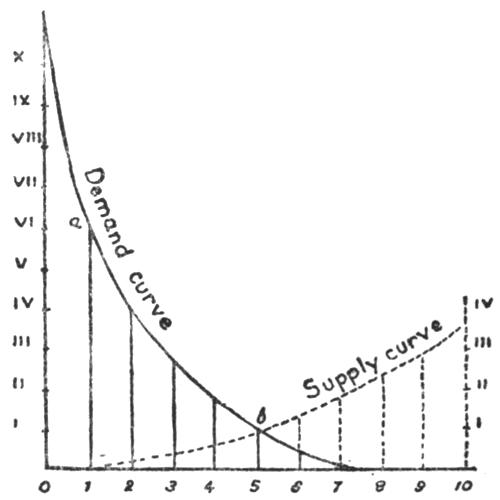 X
IX
VIII
VII
VI
V
IV
III
II
I
a
Demand curve
b
Supply curve
IV
III
II
I
0 1 2 3 4 5 6 7 8 9 10